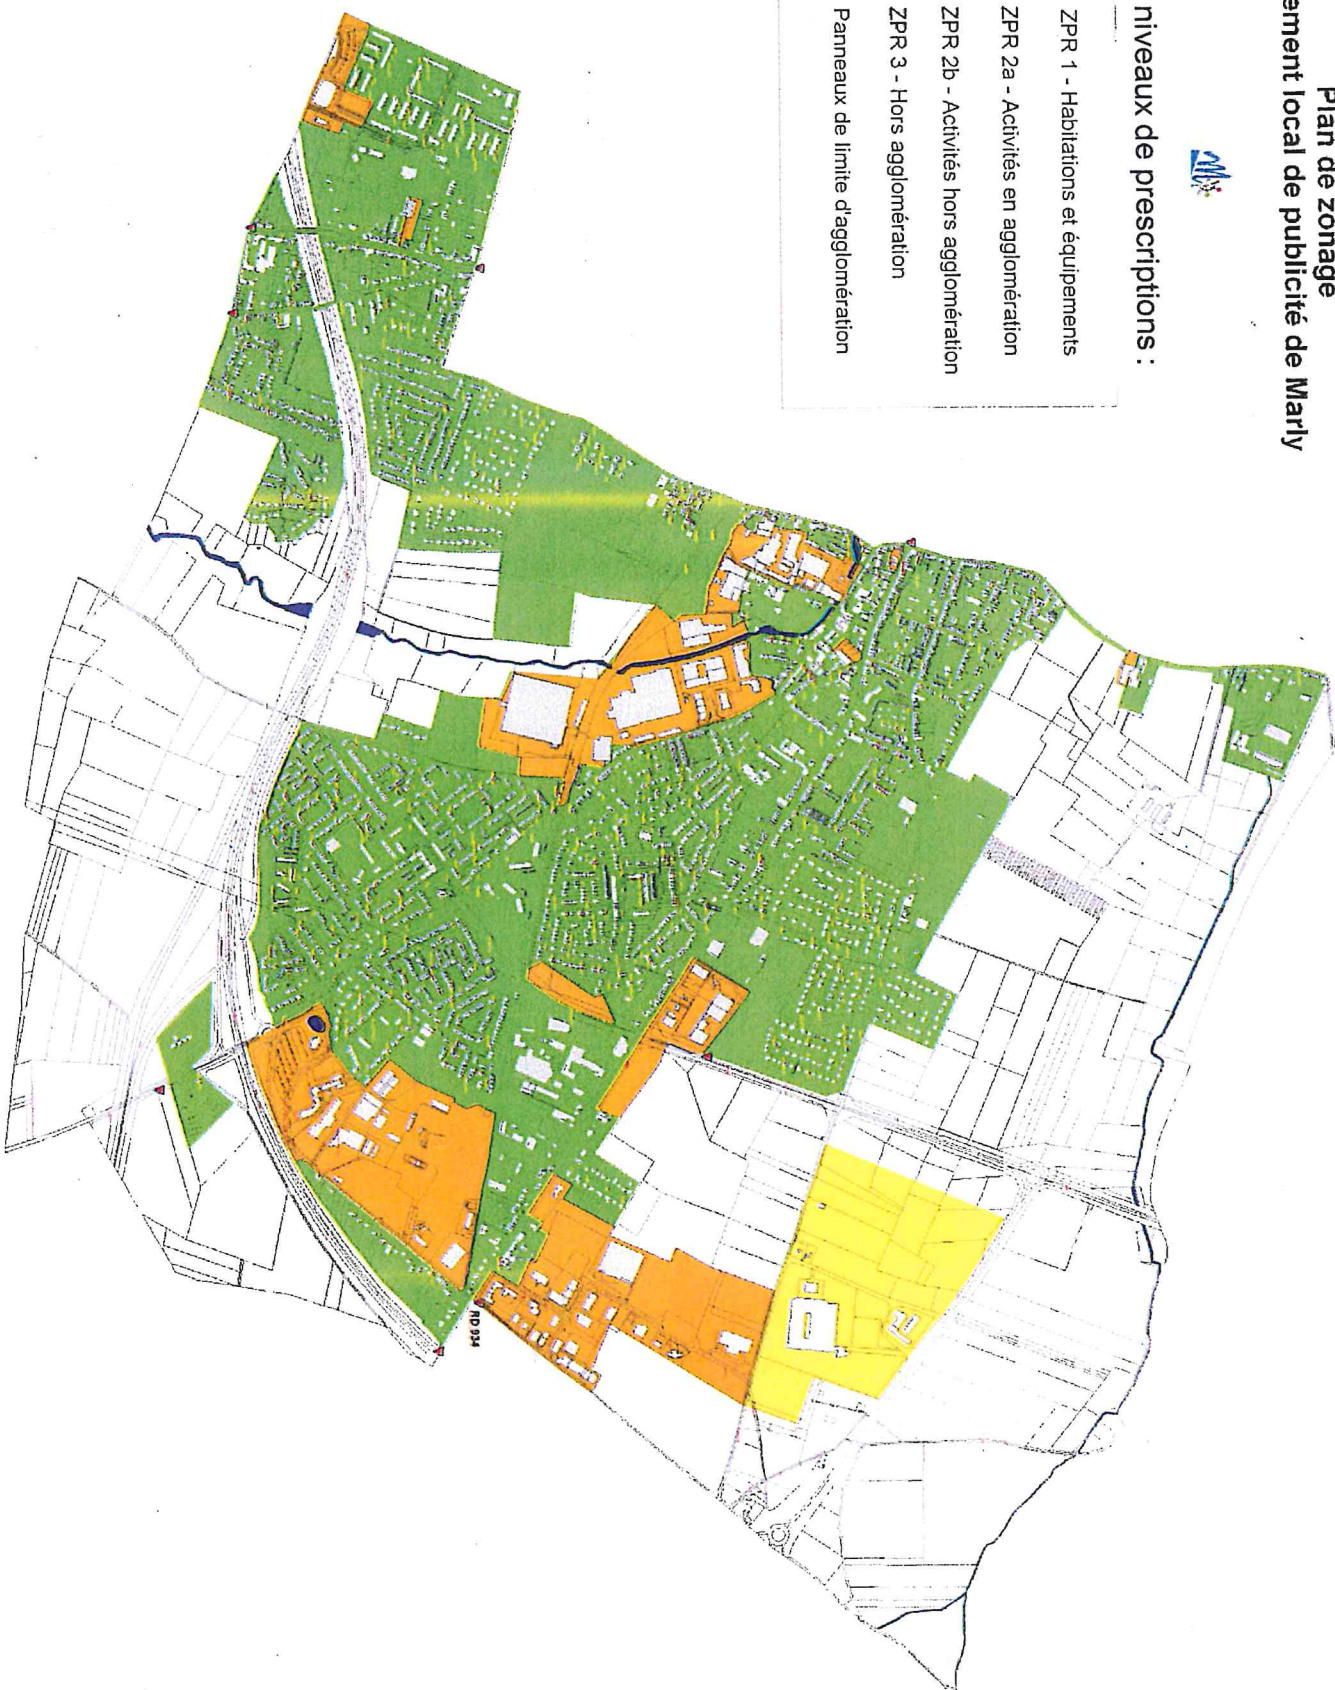 Plan de zonage
ement local de publicité de Marly
niveaux de prescriptions :
ZPR 1 - Habitations et équipements
ZPR 2a - Activités en agglomération
ZPR 2b - Activités hors agglomération
ZPR 3 - Hors agglomération
Panneaux de limite d'agglomération
RD 934